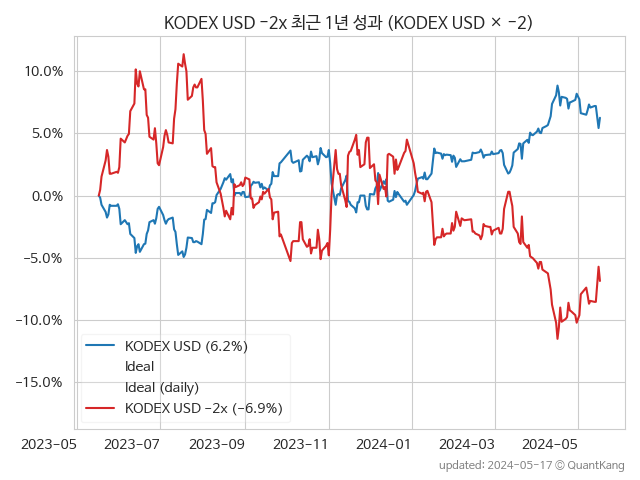 KODEX USD −2x 최근 1년 성과 (KODEX USD × −2)
10.0%
5.0%
0.0%
−5.0%
−10.0%
−15.0%
KODEX USD (6.2%)
Ideal
Ideal (daily)
KODEX USD −2x (−6.9%)
2023-05 2023-07 2023-09 2023-11 2024-01 2024-03 2024-05
updated: 2024-05-17 © QuantKang